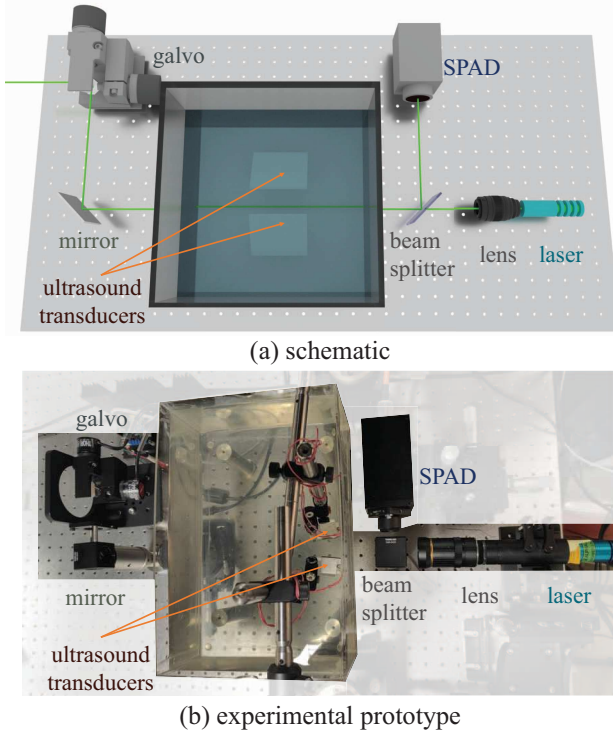 galvo
SPAD
mirror
beam
splitter
lens
laser
ultrasound
transducers
(a) schematic
galvo
SPAD
mirror
beam
splitter
lens
laser
ultrasound
transducers
(b) experimental prototype